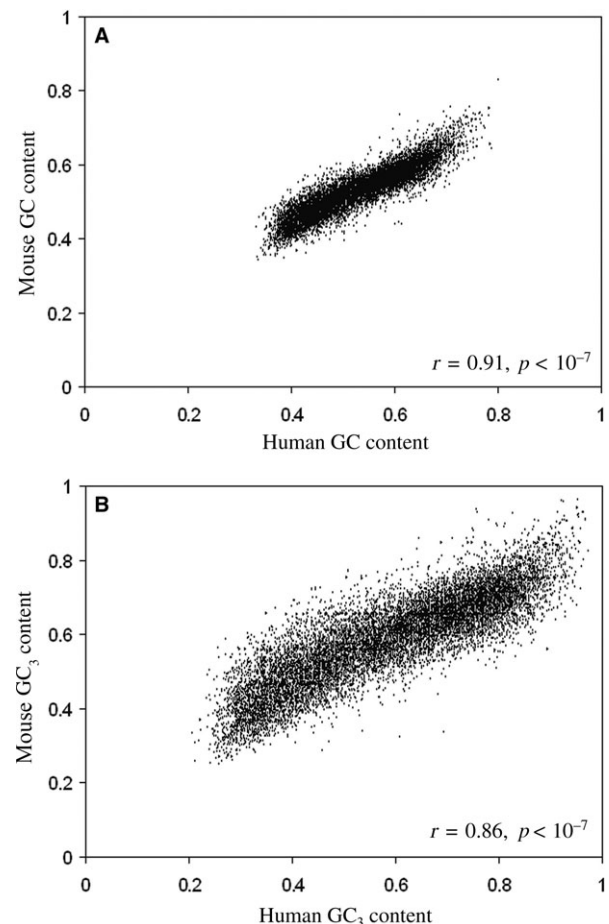 A
1
0.8
0.6
0.4
0.2
0
Mouse GC content
r = 0.91, p < 10⁻⁷
0 0.2 0.4 0.6 0.8 1
Human GC content
B
1
0.8
0.6
0.4
0.2
0
Mouse GC₃ content
r = 0.86, p < 10⁻⁷
0 0.2 0.4 0.6 0.8 1
Human GC₃ content